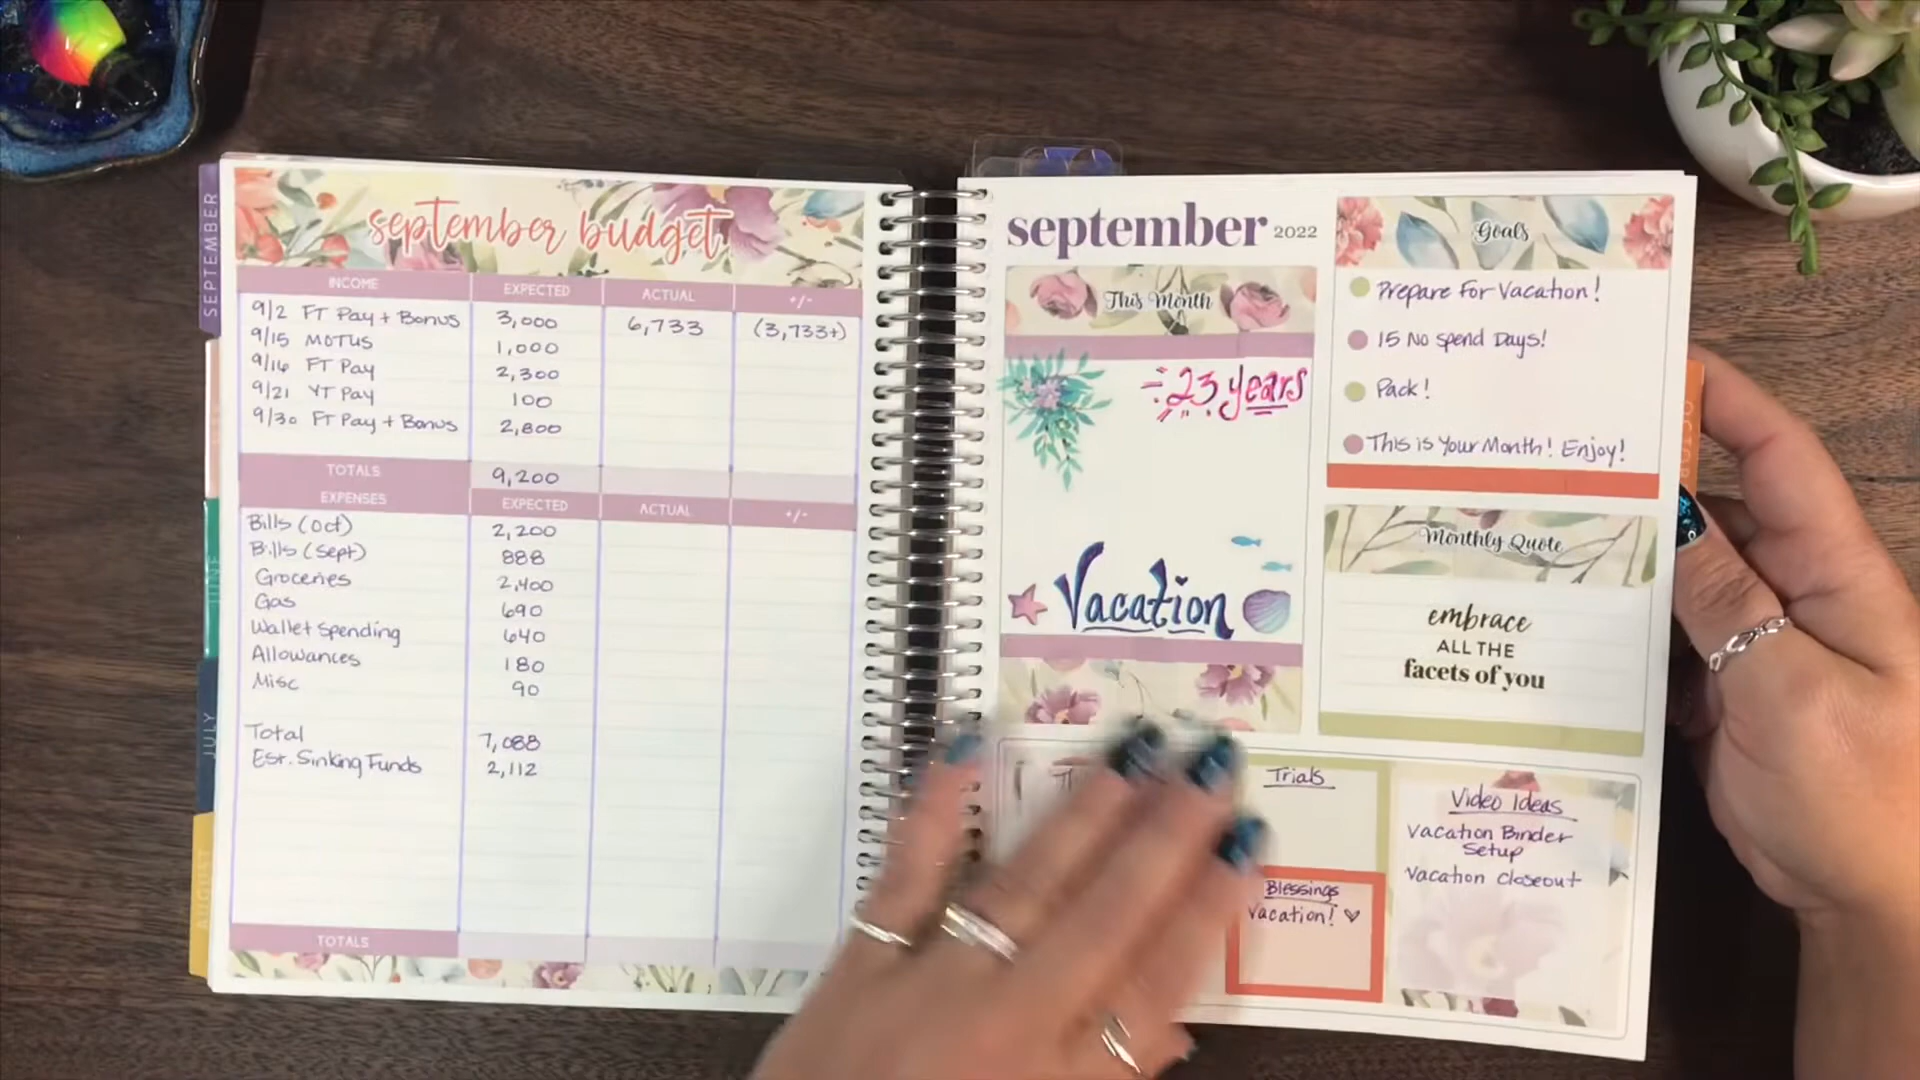 SEPTEMBER
JUNE
JULY
AUGUST
september budget
INCOME EXPECTED ACTUAL +/-
9/2 FT Pay + Bonus 3,000 6,733 (3,733+)
9/15 MOTUS 1,000
9/16 FT Pay 2,300
9/21 YT Pay 100
9/30 FT Pay + Bonus 2,800
TOTALS 9,200
EXPENSES EXPECTED ACTUAL +/-
Bills (Oct) 2,200
Bills (Sept) 888
Groceries 2,400
Gas 690
Wallet Spending 640
Allowances 180
Misc 90
Total 7,088
Est. Sinking Funds 2,112
TOTALS
september 2022
This Month
23 years
Vacation
Goals
Prepare For Vacation!
15 No Spend Days!
Pack!
This is Your Month! Enjoy!
Monthly Quote
embrace
ALL THE
facets of you
Trials
Blessings
Vacation!
Video Ideas
Vacation Binder
Setup
Vacation Closeout